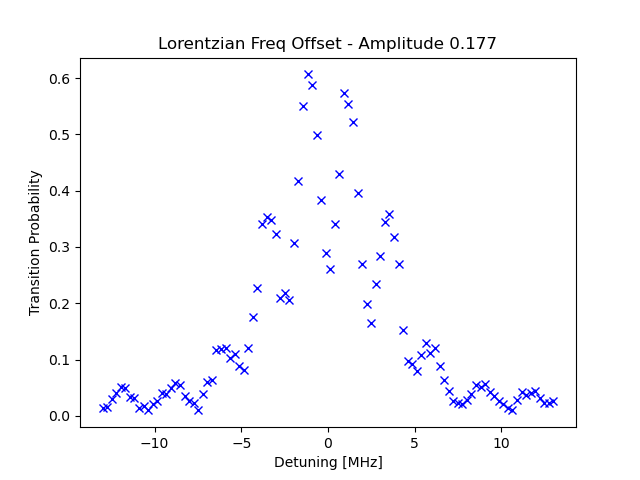 Lorentzian Freq Offset - Amplitude 0.177
0.6
0.5
0.4
0.3
0.2
0.1
0.0
Transition Probability
−10 −5 0 5 10
Detuning [MHz]